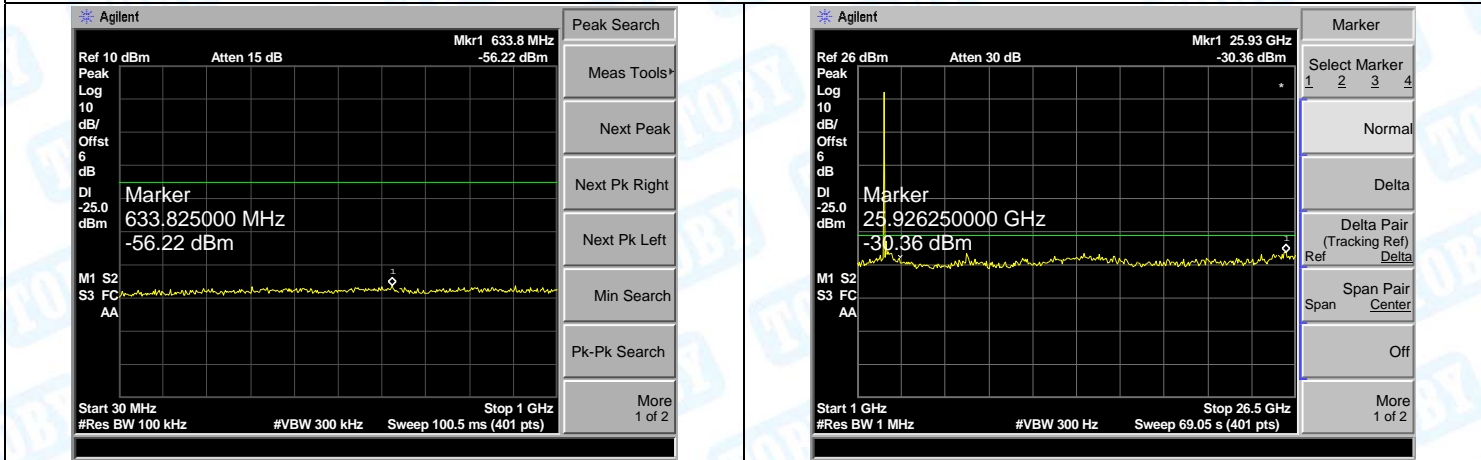 Agilent
Peak Search
Mkr1 633.8 MHz
Ref 10 dBm Atten 15 dB -56.22 dBm
Peak
Log
10
dB/
Offst
6
dB
DI
-25.0
dBm
Marker
633.825000 MHz
-56.22 dBm
1
M1 S2
S3 FC
AA
Start 30 MHz Stop 1 GHz
#Res BW 100 kHz #VBW 300 kHz Sweep 100.5 ms (401 pts)
Meas Tools
Next Peak
Next Pk Right
Next Pk Left
Min Search
Pk-Pk Search
More
1 of 2
Agilent
Marker
Mkr1 25.93 GHz
Ref 26 dBm Atten 30 dB -30.36 dBm
Peak
Log
10
dB/
Offst
6
dB
DI
-25.0
dBm
*
Marker
25.926250000 GHz
-30.36 dBm
1
M1 S2
S3 FC
AA
Start 1 GHz Stop 26.5 GHz
#Res BW 1 MHz #VBW 300 Hz Sweep 69.05 s (401 pts)
Select Marker
1 2 3 4
Normal
Delta
Delta Pair
(Tracking Ref)
Ref Delta
Span Pair
Span Center
Off
More
1 of 2
TOBY